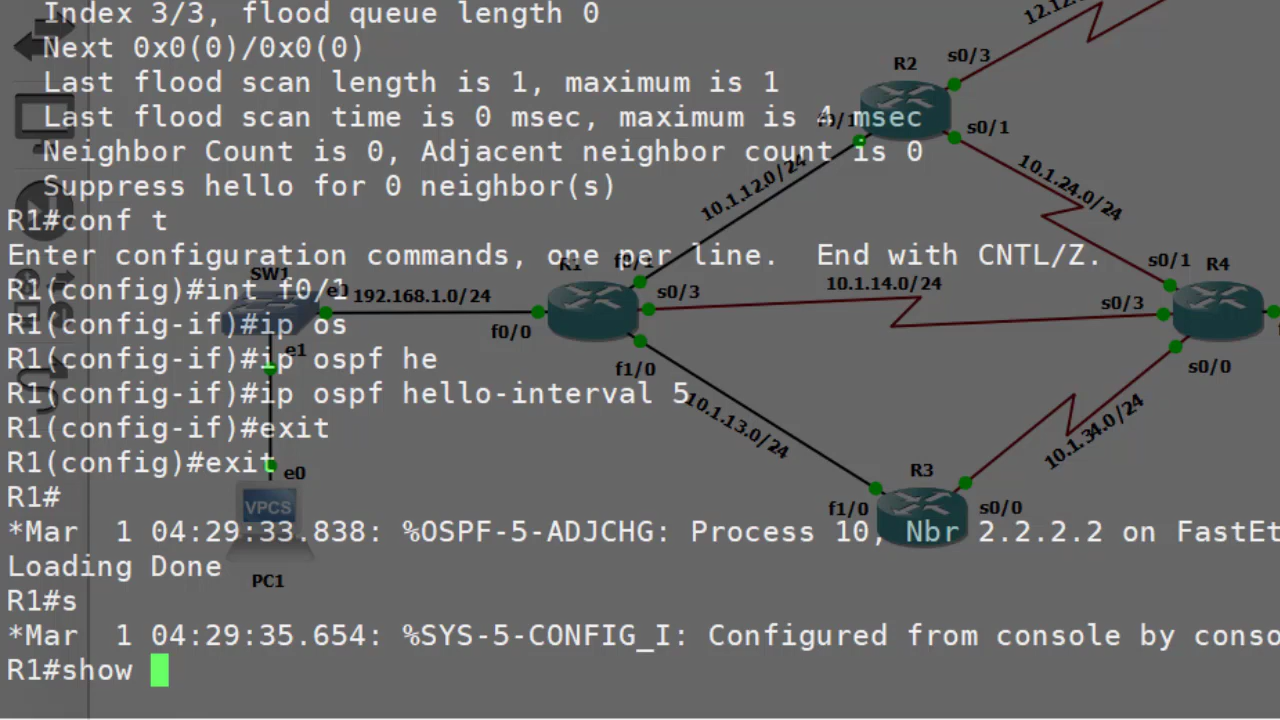 Index 3/3, flood queue length 0
Next 0x0(0)/0x0(0)
Last flood scan length is 1, maximum is 1
Last flood scan time is 0 msec, maximum is 4 msec
Neighbor Count is 0, Adjacent neighbor count is 0
Suppress hello for 0 neighbor(s)
R1#conf t
Enter configuration commands, one per line.  End with CNTL/Z.
R1(config)#int f0/1
R1(config-if)#ip os
R1(config-if)#ip ospf he
R1(config-if)#ip ospf hello-interval 5
R1(config-if)#exit
R1(config)#exit
R1#
*Mar  1 04:29:33.838: %OSPF-5-ADJCHG: Process 10, Nbr 2.2.2.2 on FastEt
Loading Done
R1#s
*Mar  1 04:29:35.654: %SYS-5-CONFIG_I: Configured from console by conso
R1#show
12.12
R2
s0/3
f0/1
s0/1
10.1.12.0/24
10.1.24.0/24
SW1
e0
192.168.1.0/24
R1
f0/1
s0/3
10.1.14.0/24
s0/1
R4
s0/3
f0/0
e1
f1/0
s0/0
10.1.13.0/24
10.1.34.0/24
e0
R3
VPCS
f1/0
s0/0
PC1